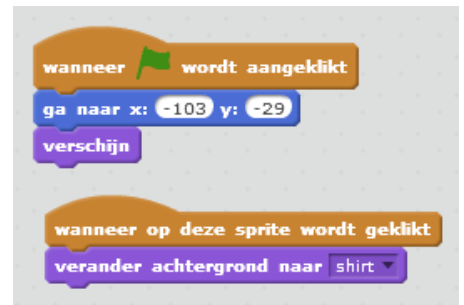 wanneer wordt aangeklikt
ga naar x: -103 y: -29
verschijn
wanneer op deze sprite wordt geklikt
verander achtergrond naar shirt